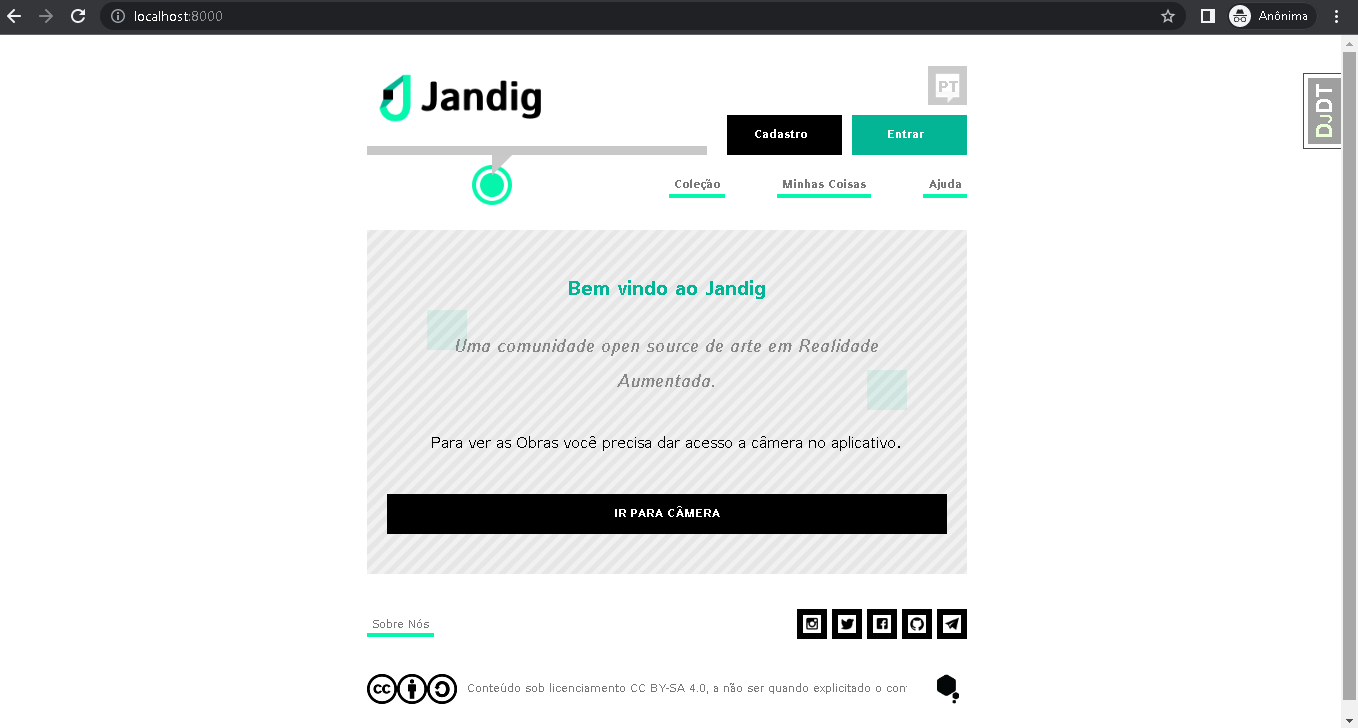 localhost:8000
Anônima
Jandig
PT
DJDT
Cadastro
Entrar
Coleção
Minhas Coisas
Ajuda
Bem vindo ao Jandig
Uma comunidade open source de arte em Realidade
Aumentada.
Para ver as Obras você precisa dar acesso a câmera no aplicativo.
IR PARA CÂMERA
Sobre Nós
cc
Conteúdo sob licenciamento CC BY-SA 4.0, a não ser quando explicitado o con